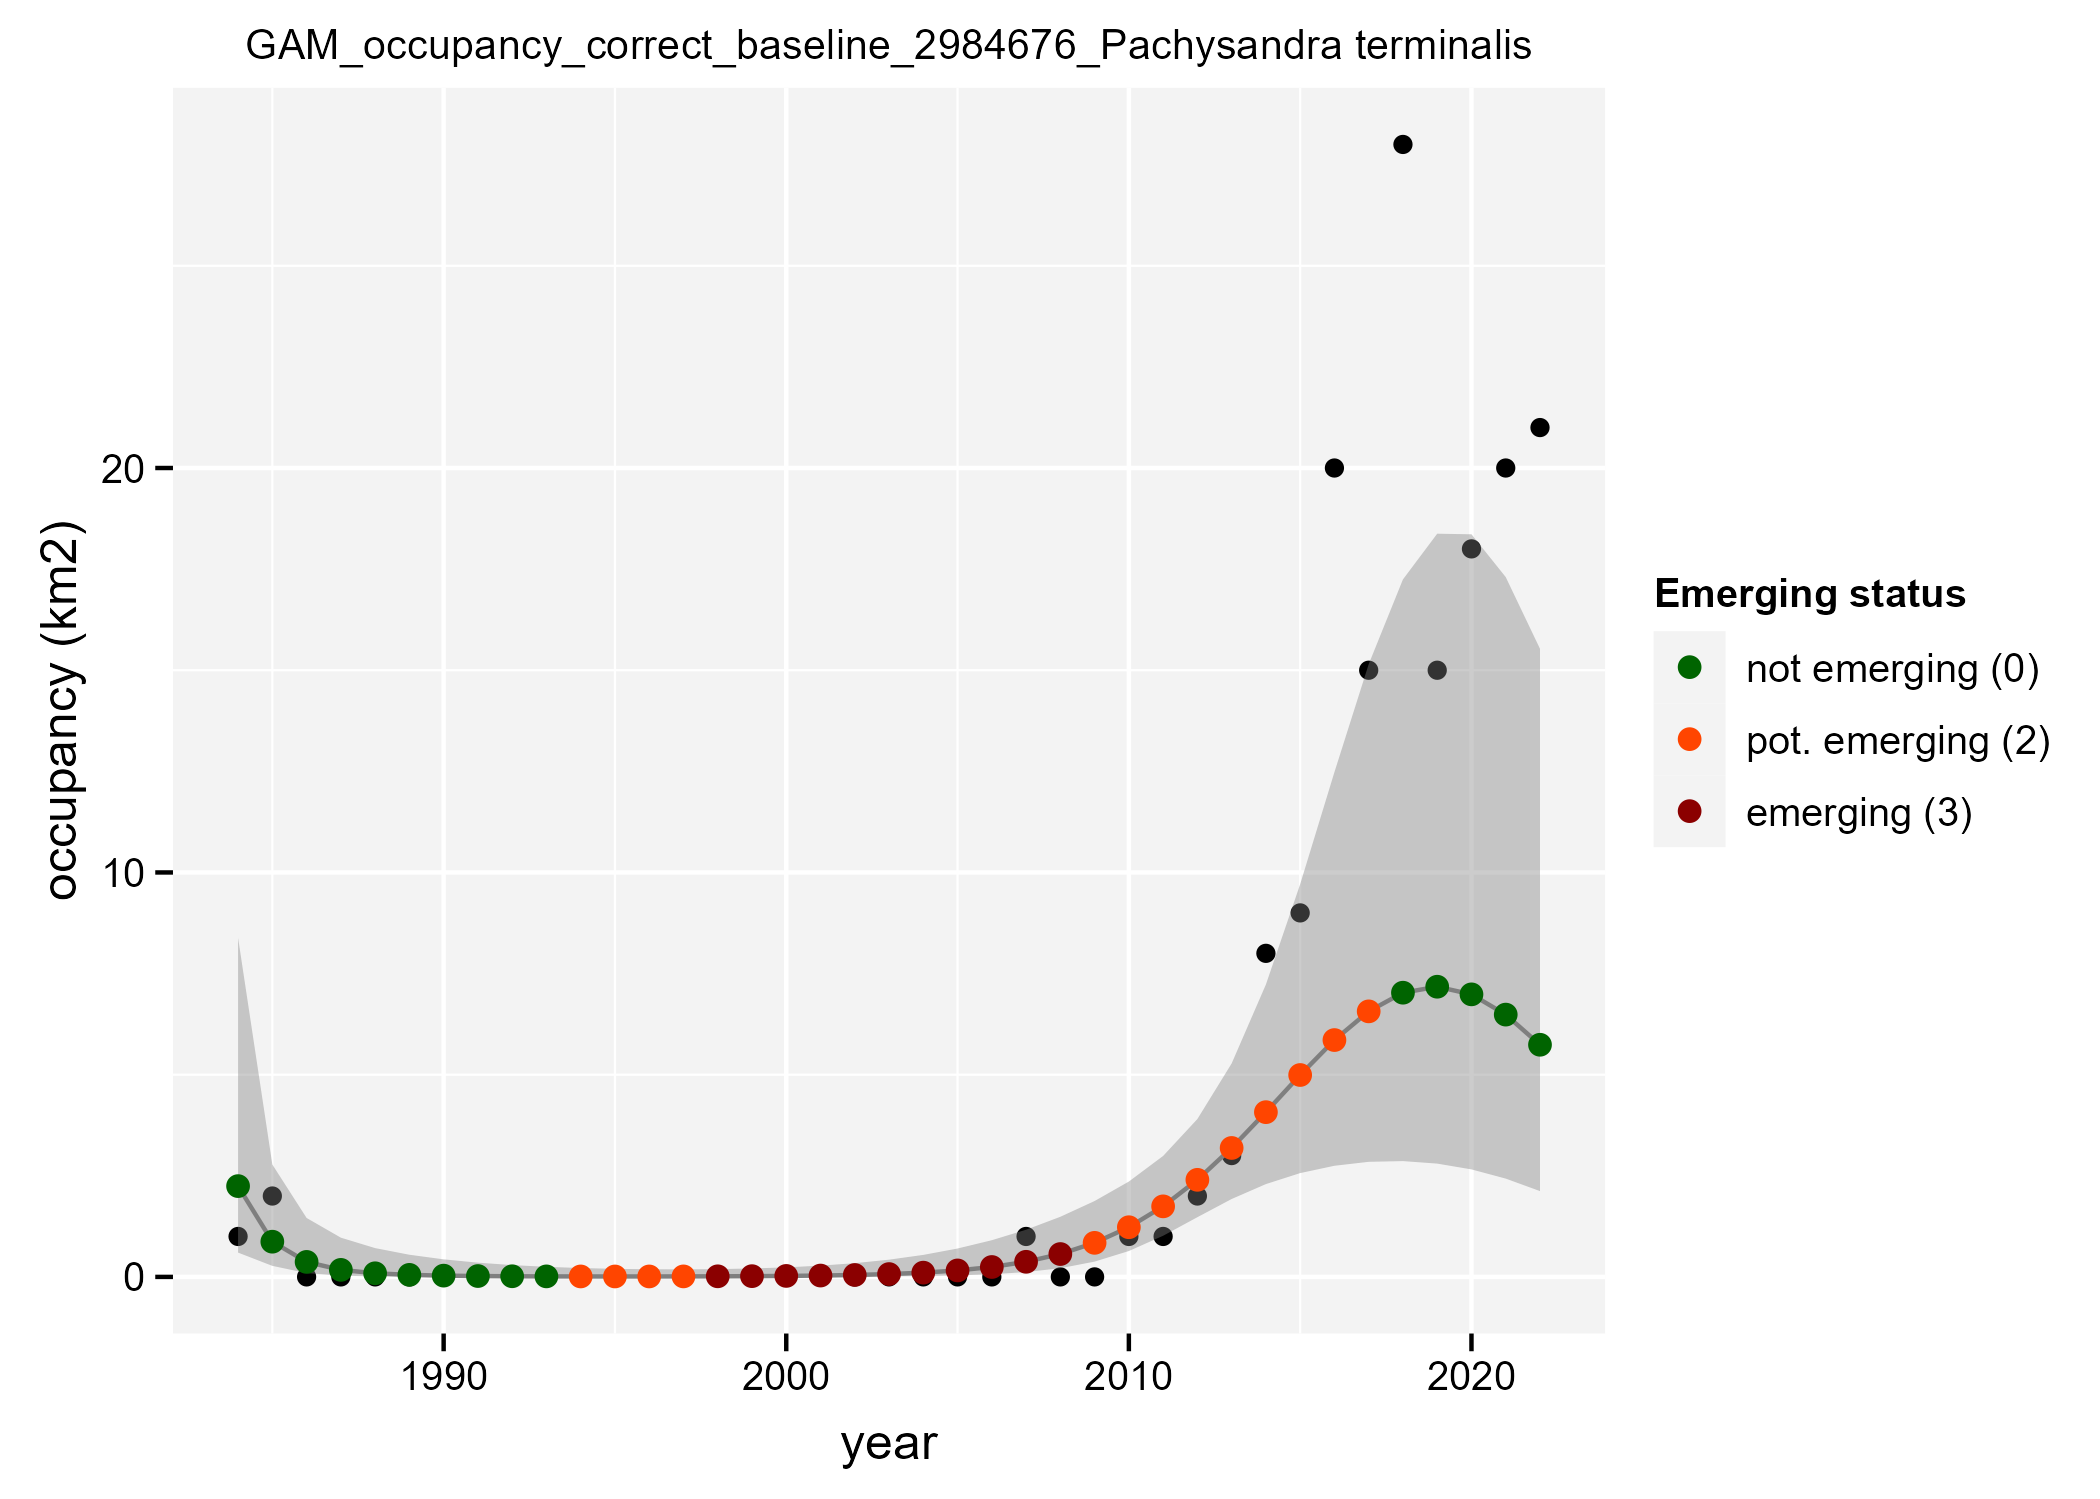 GAM_occupancy_correct_baseline_2984676_Pachysandra terminalis
occupancy (km2)
20
10
0
1990 2000 2010 2020
year
Emerging status
not emerging (0)
pot. emerging (2)
emerging (3)